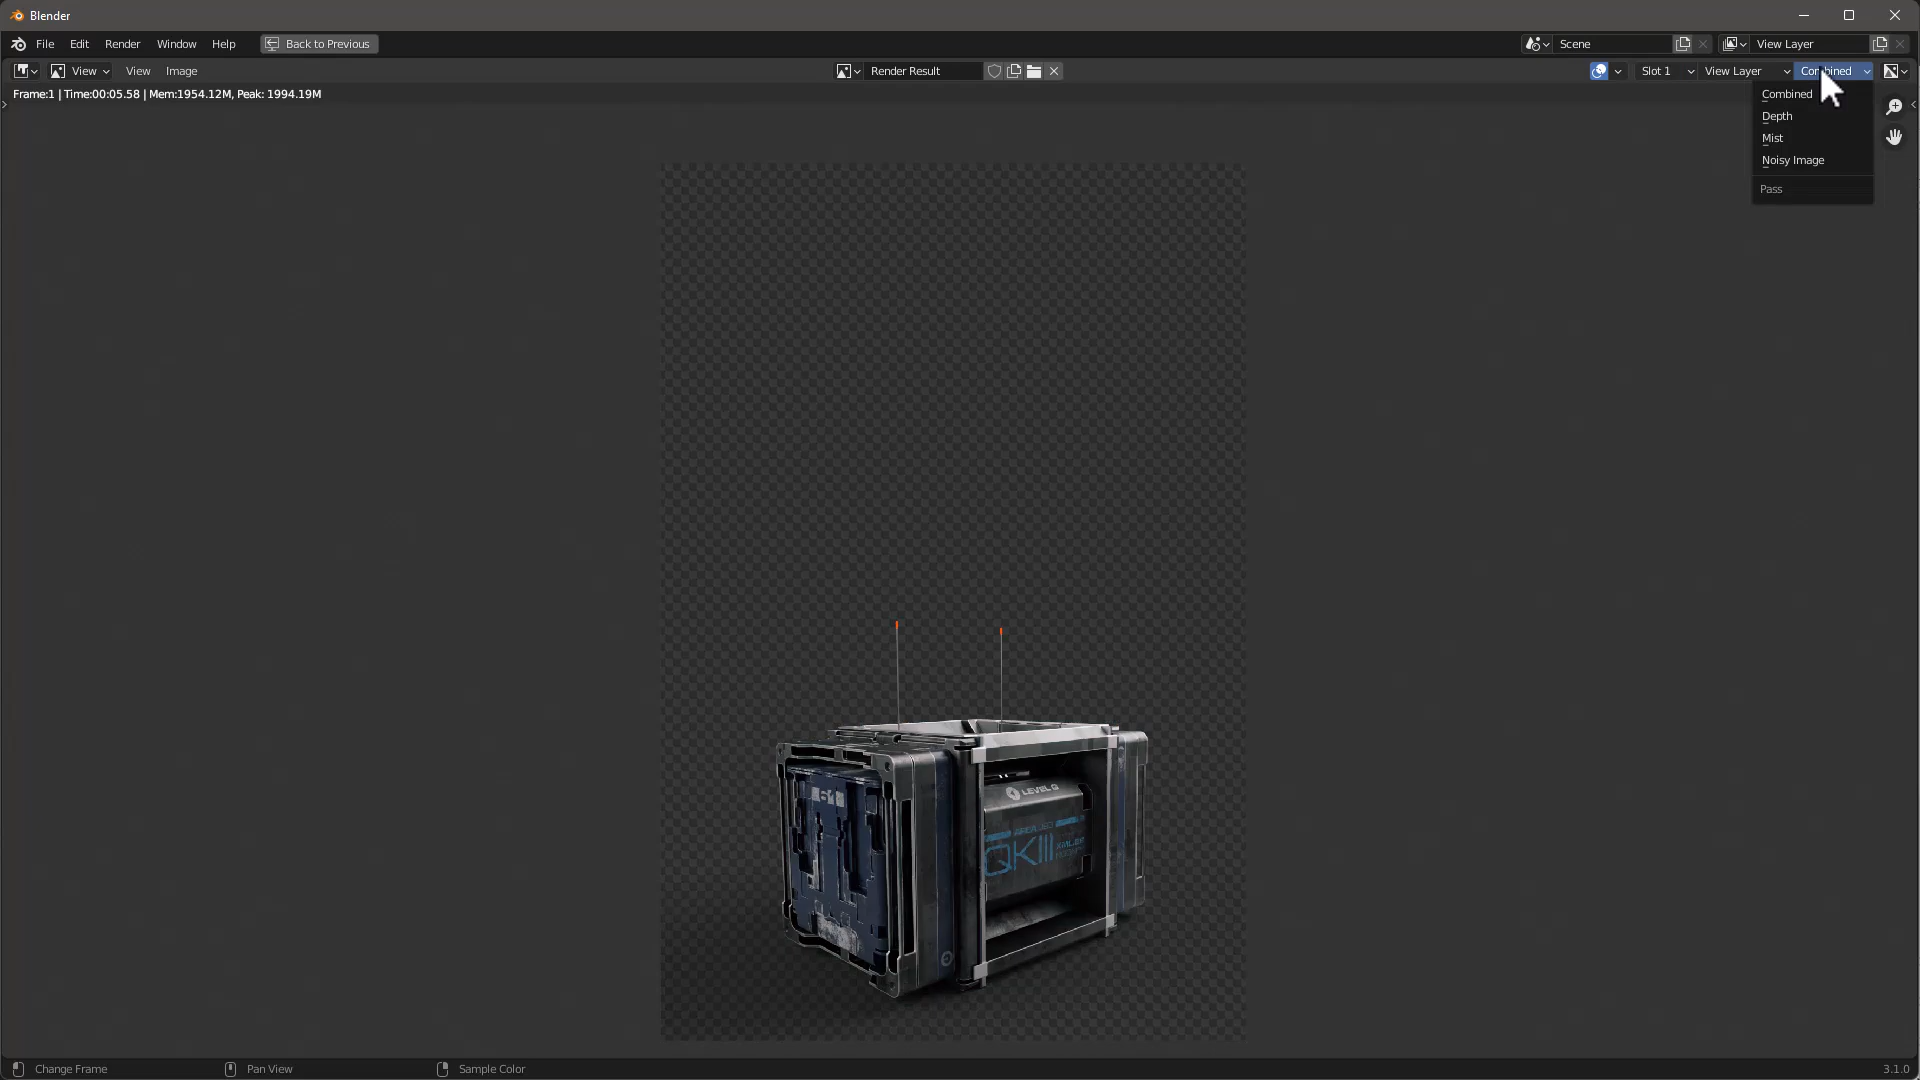 Blender
File Edit Render Window Help Back to Previous Scene View Layer
View View Image Render Result Slot 1 View Layer Combined
Frame:1 | Time:00:05.58 | Mem:1954.12M, Peak: 1994.19M
Combined
Depth
Mist
Noisy Image
Pass
LEVEL
61
QKIII
Change Frame Pan View Sample Color 3.1.0